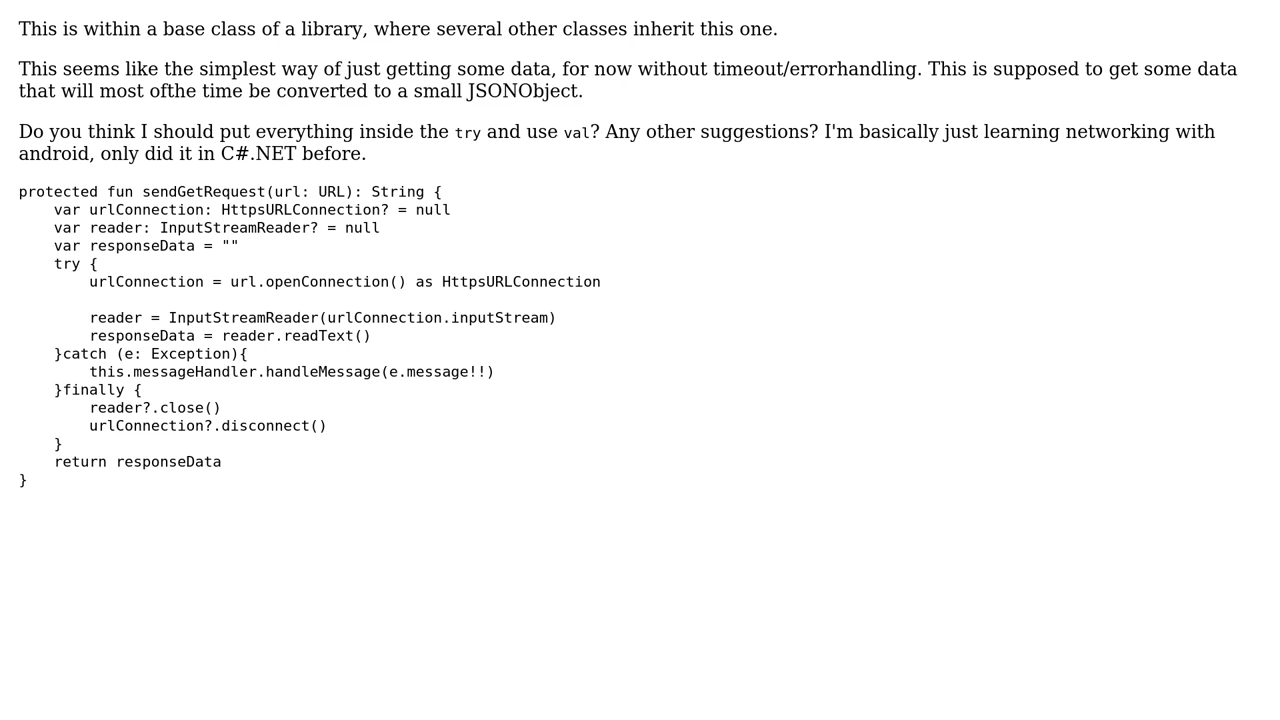 This is within a base class of a library, where several other classes inherit this one.
This seems like the simplest way of just getting some data, for now without timeout/errorhandling. This is supposed to get some data
that will most ofthe time be converted to a small JSONObject.
Do you think I should put everything inside the try and use val? Any other suggestions? I'm basically just learning networking with
android, only did it in C#.NET before.
protected fun sendGetRequest(url: URL): String {
    var urlConnection: HttpsURLConnection? = null
    var reader: InputStreamReader? = null
    var responseData = ""
    try {
        urlConnection = url.openConnection() as HttpsURLConnection
        reader = InputStreamReader(urlConnection.inputStream)
        responseData = reader.readText()
    }catch (e: Exception){
        this.messageHandler.handleMessage(e.message!!)
    }finally {
        reader?.close()
        urlConnection?.disconnect()
    }
    return responseData
}